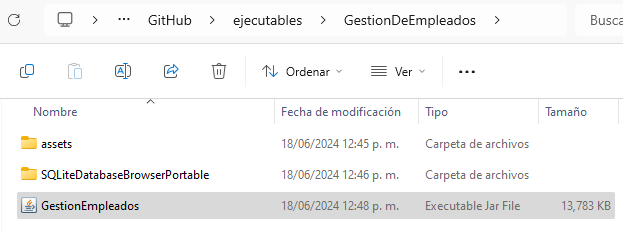 … GitHub > ejecutables > GestionDeEmpleados >
Busca
Ordenar Ver •••
Nombre Fecha de modificación Tipo Tamaño
assets 18/06/2024 12:45 p. m. Carpeta de archivos
SQLiteDatabaseBrowserPortable 18/06/2024 12:46 p. m. Carpeta de archivos
GestionEmpleados 18/06/2024 12:48 p. m. Executable Jar File 13,783 KB